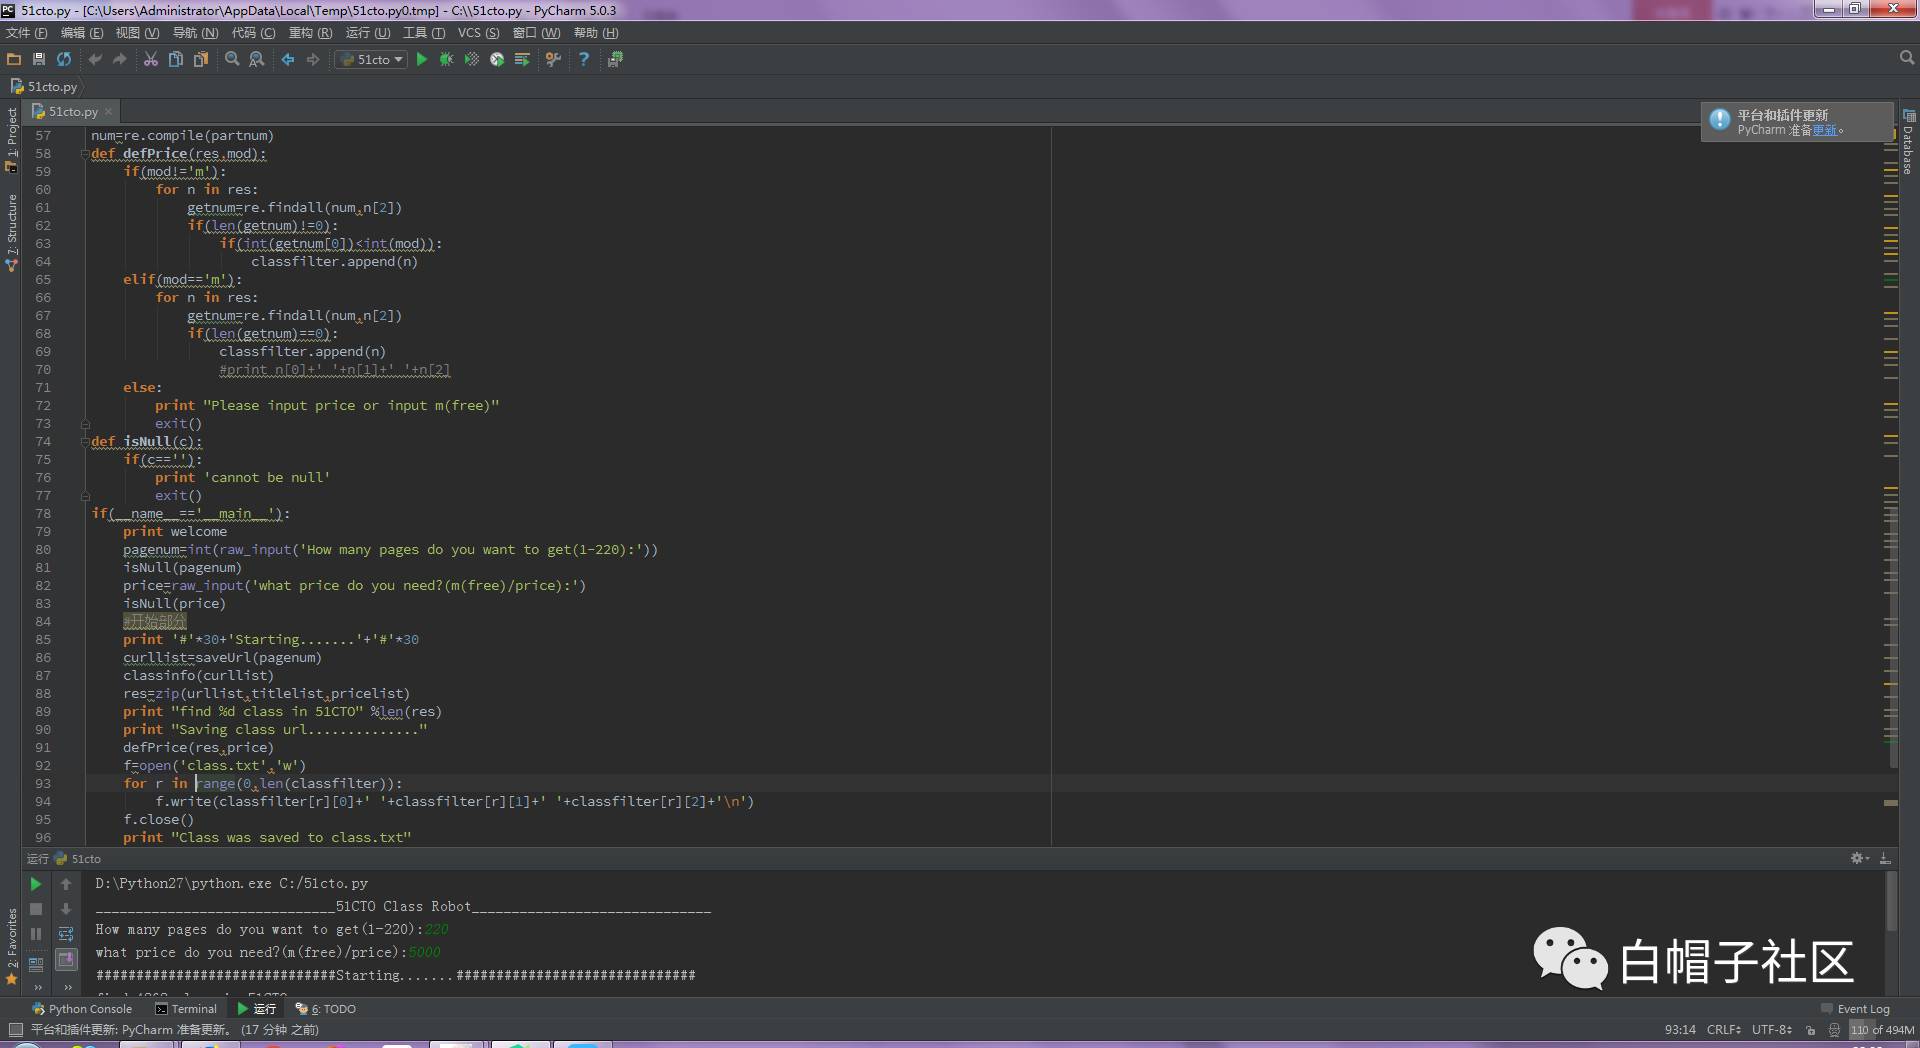 51cto.py - [C:\Users\Administrator\AppData\Local\Temp\51cto.py0.tmp] - C:\\51cto.py - PyCharm 5.0.3
文件 (F) 编辑 (E) 视图 (V) 导航 (N) 代码 (C) 重构 (R) 运行 (U) 工具 (T) VCS (S) 窗口 (W) 帮助 (H)
51cto
51cto.py
51cto.py
平台和插件更新
PyCharm 准备更新。
1: Project
7: Structure
2: Favorites
Database
57 num=re.compile(partnum)
58 def defPrice(res,mod):
59 if(mod!='m'):
60 for n in res:
61 getnum=re.findall(num,n[2])
62 if(len(getnum)!=0):
63 if(int(getnum[0])<int(mod)):
64 classfilter.append(n)
65 elif(mod=='m'):
66 for n in res:
67 getnum=re.findall(num,n[2])
68 if(len(getnum)==0):
69 classfilter.append(n)
70 #print n[0]+' '+n[1]+' '+n[2]
71 else:
72 print "Please input price or input m(free)"
73 exit()
74 def isNull(c):
75 if(c==''):
76 print 'cannot be null'
77 exit()
78 if(__name__=='__main__'):
79 print welcome
80 pagenum=int(raw_input('How many pages do you want to get(1-220):'))
81 isNull(pagenum)
82 price=raw_input('what price do you need?(m(free)/price):')
83 isNull(price)
84 #开始部分
85 print '#'*30+'Starting.......'+'#'*30
86 curllist=saveUrl(pagenum)
87 classinfo(curllist)
88 res=zip(urllist,titlelist,pricelist)
89 print "find %d class in 51CTO" %len(res)
90 print "Saving class url.............."
91 defPrice(res,price)
92 f=open('class.txt','w')
93 for r in range(0,len(classfilter)):
94 f.write(classfilter[r][0]+' '+classfilter[r][1]+' '+classfilter[r][2]+'\n')
95 f.close()
96 print "Class was saved to class.txt"
运行 51cto
D:\Python27\python.exe C:/51cto.py
______________________________51CTO Class Robot______________________________
How many pages do you want to get(1-220):220
what price do you need?(m(free)/price):5000
##############################Starting.......##############################
白帽子社区
Python Console Terminal 运行 6: TODO Event Log
平台和插件更新: PyCharm 准备更新。 (17 分钟 之前) 93:14 CRLF UTF-8 110 of 494M